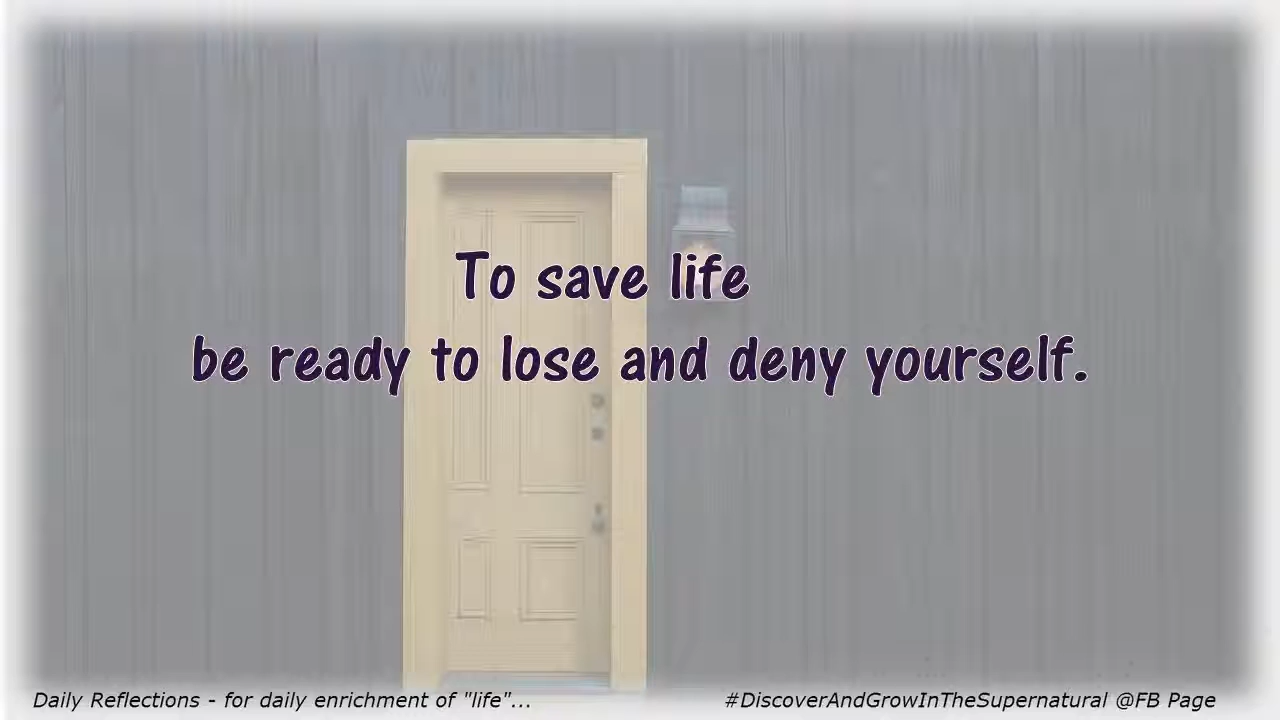 To save life
be ready to lose and deny yourself.
Daily Reflections - for daily enrichment of "life"...
#DiscoverAndGrowInTheSupernatural @FB Page